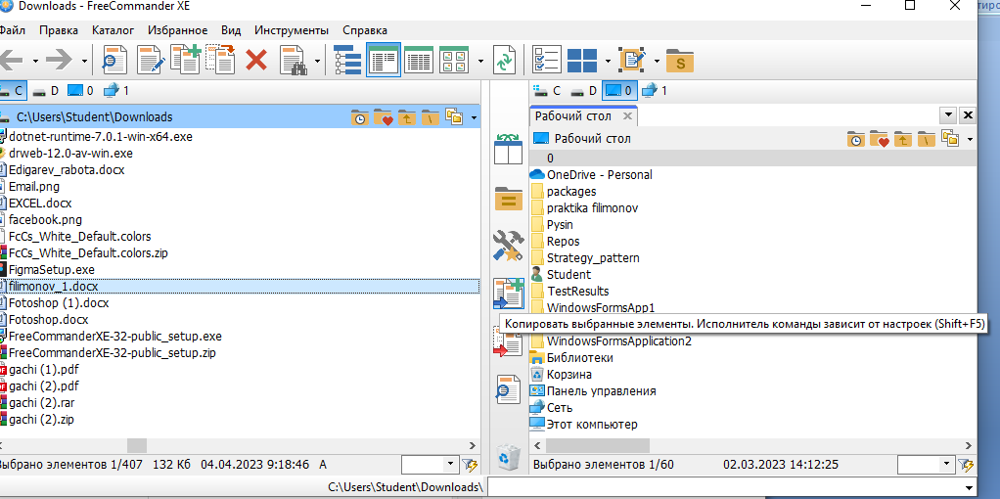 Downloads - FreeCommander XE
Файл Правка Каталог Избранное Вид Инструменты Справка
S
C D 0 1
C D 0 1
C:\Users\Student\Downloads
dotnet-runtime-7.0.1-win-x64.exe
drweb-12.0-av-win.exe
Edigarev_rabota.docx
Email.png
EXCEL.docx
facebook.png
FcCs_White_Default.colors
FcCs_White_Default.colors.zip
FigmaSetup.exe
filimonov_1.docx
Fotoshop (1).docx
Fotoshop.docx
FreeCommanderXE-32-public_setup.exe
FreeCommanderXE-32-public_setup.zip
gachi (1).pdf
gachi (2).pdf
gachi (2).rar
gachi (2).zip
Выбрано элементов 1/407 132 Кб 04.04.2023 9:18:46 A
Рабочий стол
Рабочий стол
0
OneDrive - Personal
packages
praktika filimonov
Pysin
Repos
Strategy_pattern
Student
TestResults
WindowsFormsApp1
Копировать выбранные элементы. Исполнитель команды зависит от настроек (Shift+F5)
WindowsFormsApplication2
Библиотеки
Корзина
Панель управления
Сеть
Этот компьютер
Выбрано элементов 1/60 02.03.2023 14:12:25
C:\Users\Student\Downloads\